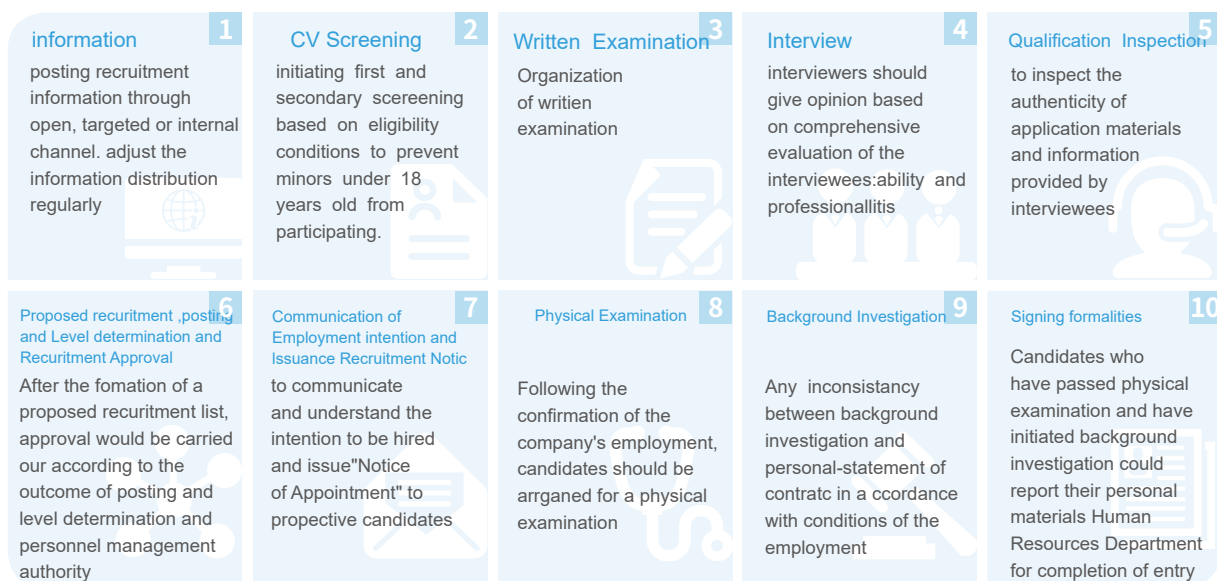 1
information
posting recruitment
information through
open, targeted or internal
channel. adjust the
information distribution
regularly
2
CV Screening
initiating first and
secondary scereening
based on eligibility
conditions to prevent
minors under 18
years old from
participating.
3
Written Examination
Organization
of writien
examination
4
Interview
interviewers should
give opinion based
on comprehensive
evaluation of the
interviewees:ability and
professionallitis
5
Qualification Inspection
to inspect the
authenticity of
application materials
and information
provided by
interviewees
6
Proposed recuritment ,posting
and Level determination and
Recuritment Approval
After the fomation of a
proposed recuritment list,
approval would be carried
our according to the
outcome of posting and
level determination and
personnel management
authority
7
Communication of
Employment intention and
Issuance Recruitment Notic
to communicate
and understand the
intention to be hired
and issue"Notice
of Appointment" to
propective candidates
8
Physical Examination
Following the
confirmation of the
company's employment,
candidates should be
arrganed for a physical
examination
9
Background Investigation
Any inconsistancy
between background
investigation and
personal-statement of
contratc in a ccordance
with conditions of the
employment
10
Signing formalities
Candidates who
have passed physical
examination and have
initiated background
investigation could
report their personal
materials Human
Resources Department
for completion of entry